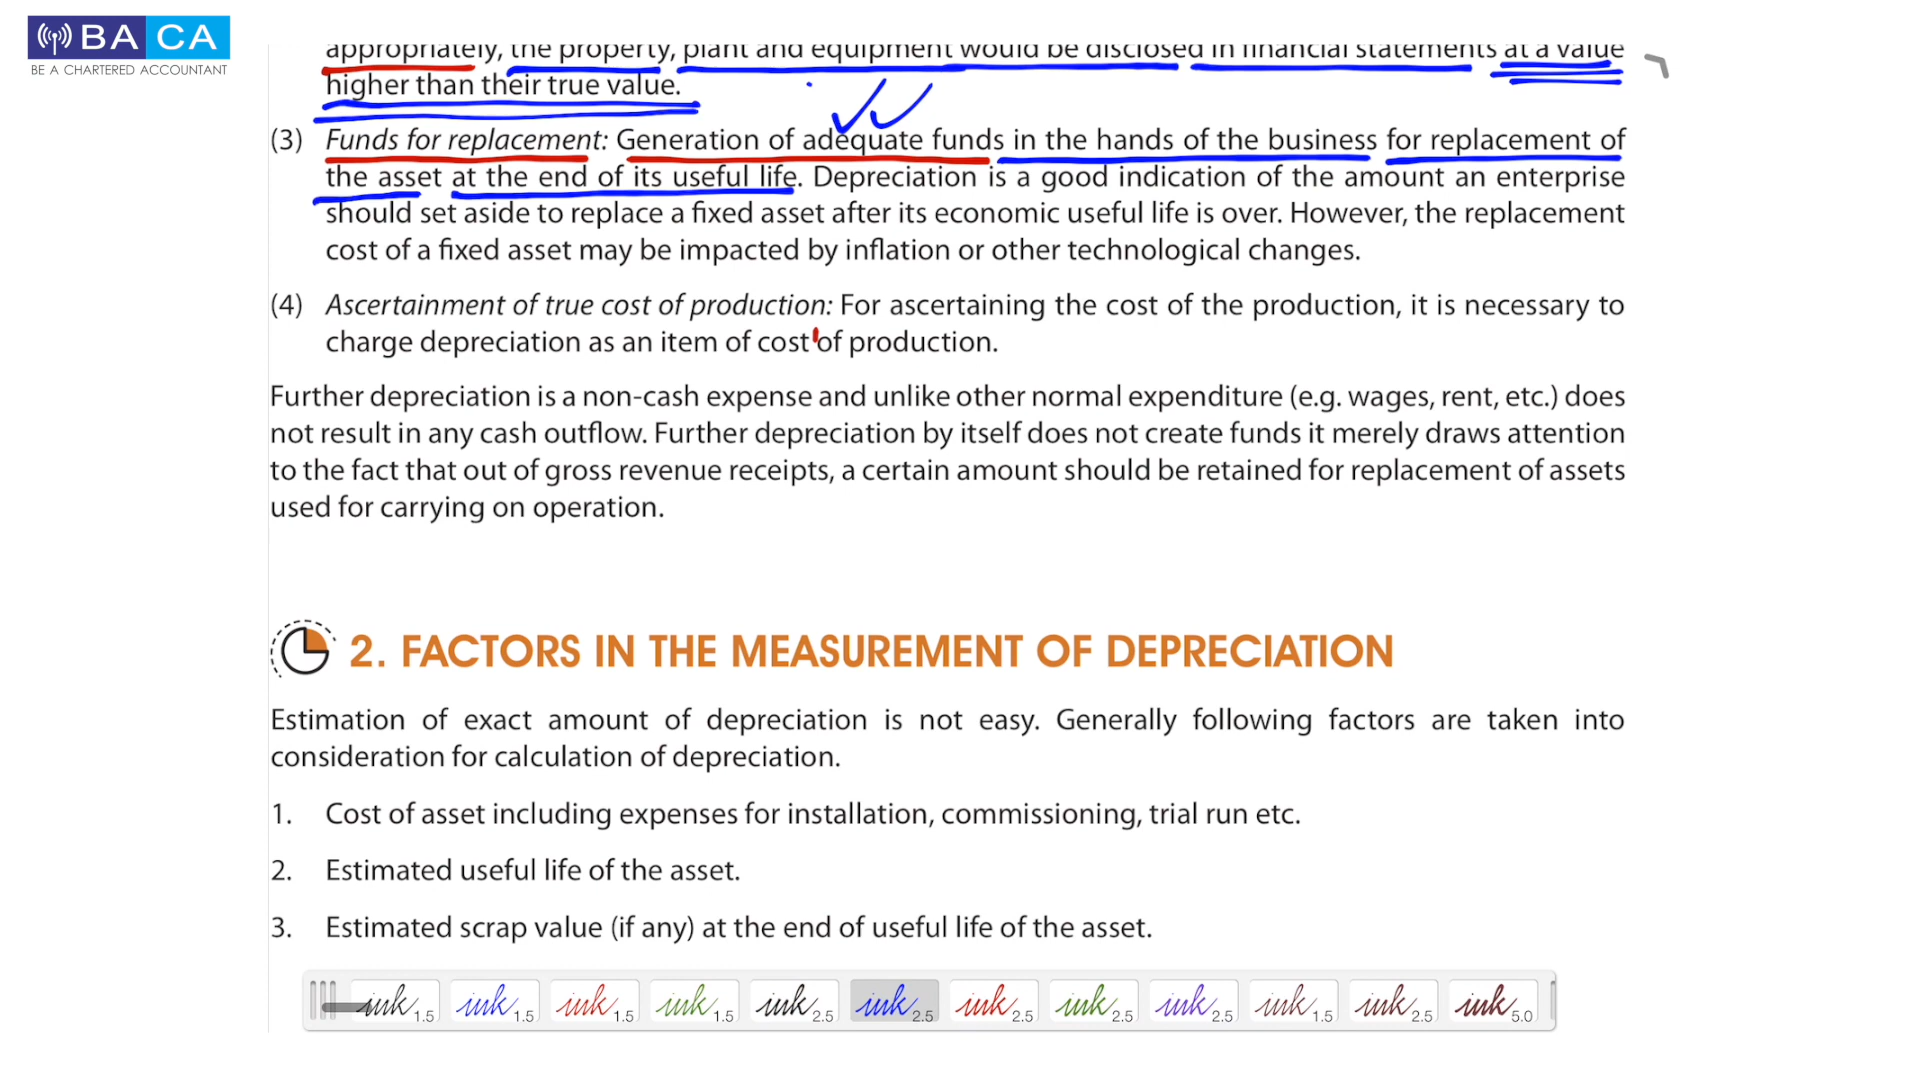 BA CA
BE A CHARTERED ACCOUNTANT
appropriately, the property, plant and equipment would be disclosed in financial statements at a value
higher than their true value.
(3) Funds for replacement: Generation of adequate funds in the hands of the business for replacement of
the asset at the end of its useful life. Depreciation is a good indication of the amount an enterprise
should set aside to replace a fixed asset after its economic useful life is over. However, the replacement
cost of a fixed asset may be impacted by inflation or other technological changes.
(4) Ascertainment of true cost of production: For ascertaining the cost of the production, it is necessary to
charge depreciation as an item of cost of production.
Further depreciation is a non-cash expense and unlike other normal expenditure (e.g. wages, rent, etc.) does
not result in any cash outflow. Further depreciation by itself does not create funds it merely draws attention
to the fact that out of gross revenue receipts, a certain amount should be retained for replacement of assets
used for carrying on operation.
2. FACTORS IN THE MEASUREMENT OF DEPRECIATION
Estimation of exact amount of depreciation is not easy. Generally following factors are taken into
consideration for calculation of depreciation.
1. Cost of asset including expenses for installation, commissioning, trial run etc.
2. Estimated useful life of the asset.
3. Estimated scrap value (if any) at the end of useful life of the asset.
ink 1.5 ink 1.5 ink 1.5 ink 1.5 ink 2.5 ink 2.5 ink 2.5 ink 2.5 ink 2.5 ink 1.5 ink 2.5 ink 5.0